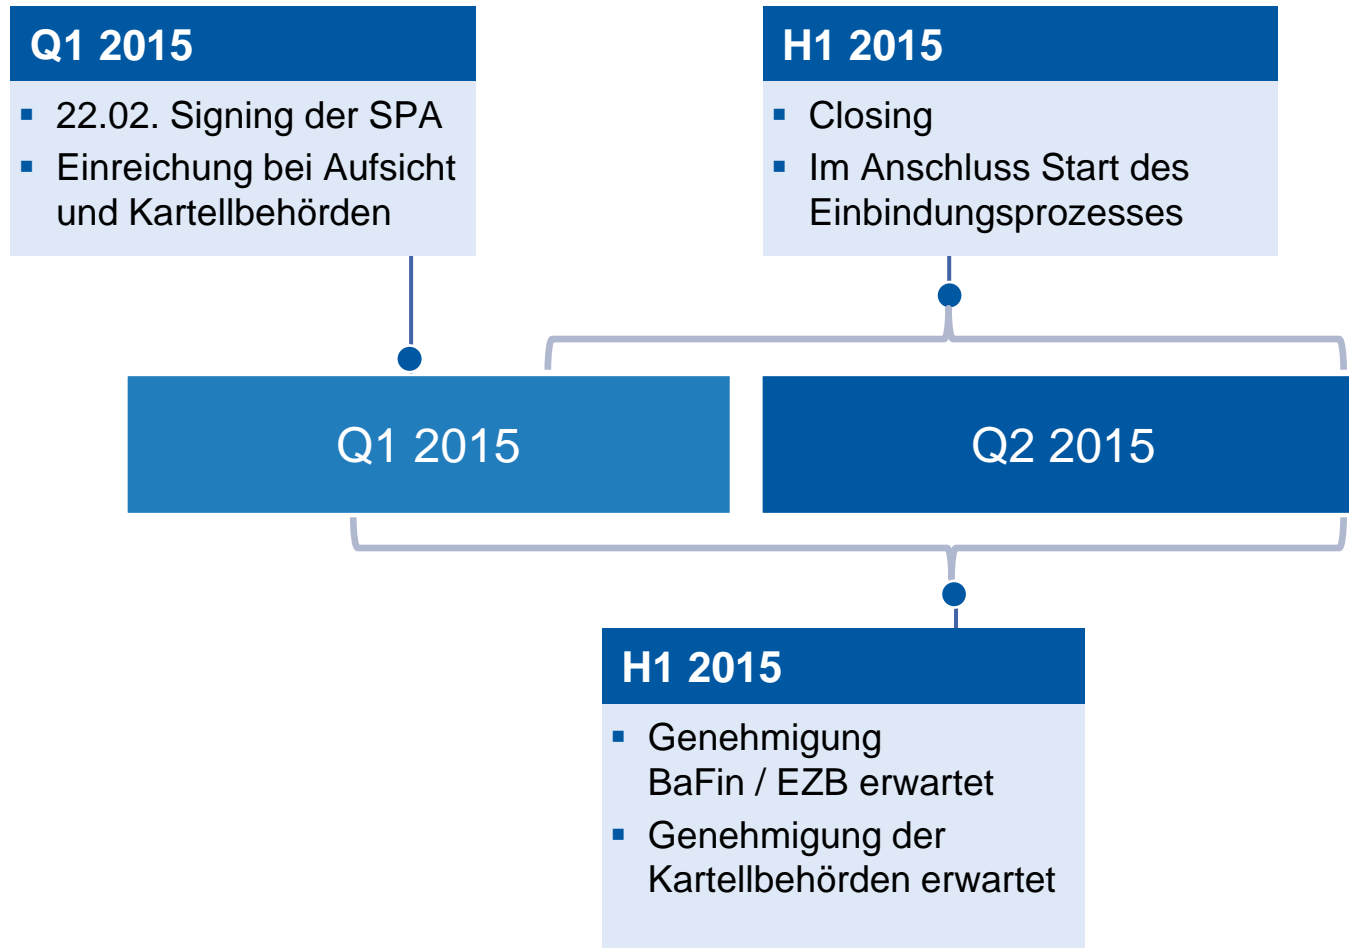 Q1 2015
▪ 22.02. Signing der SPA
▪ Einreichung bei Aufsicht
und Kartellbehörden
H1 2015
▪ Closing
▪ Im Anschluss Start des
Einbindungsprozesses
Q1 2015
Q2 2015
H1 2015
▪ Genehmigung
BaFin / EZB erwartet
▪ Genehmigung der
Kartellbehörden erwartet